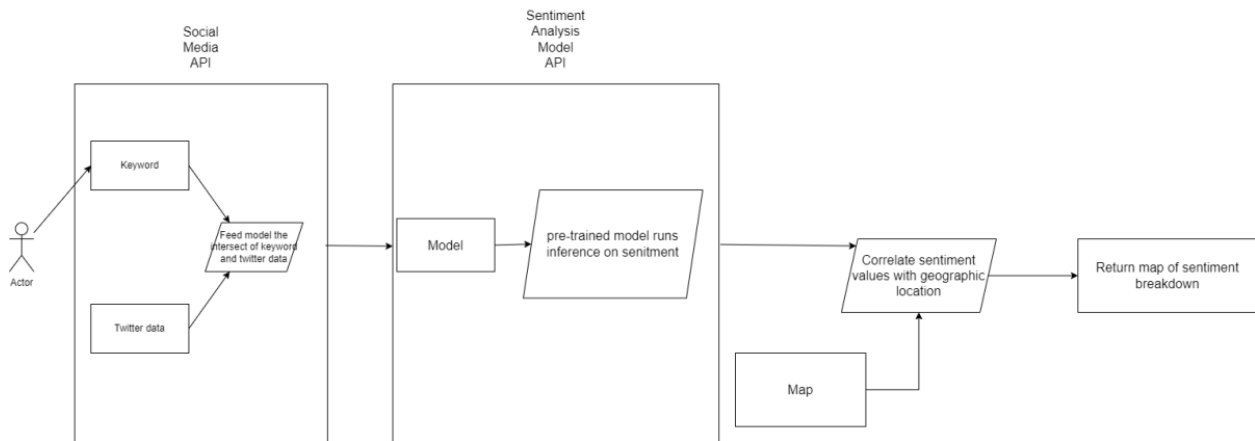 Social
Media
API
Sentiment
Analysis
Model
API
Keyword
Actor
Feed model the
intersect of keyword
and twitter data
Twitter data
Model
pre-trained model runs
inference on senitment
Correlate sentiment
values with geographic
location
Map
Return map of sentiment
breakdown